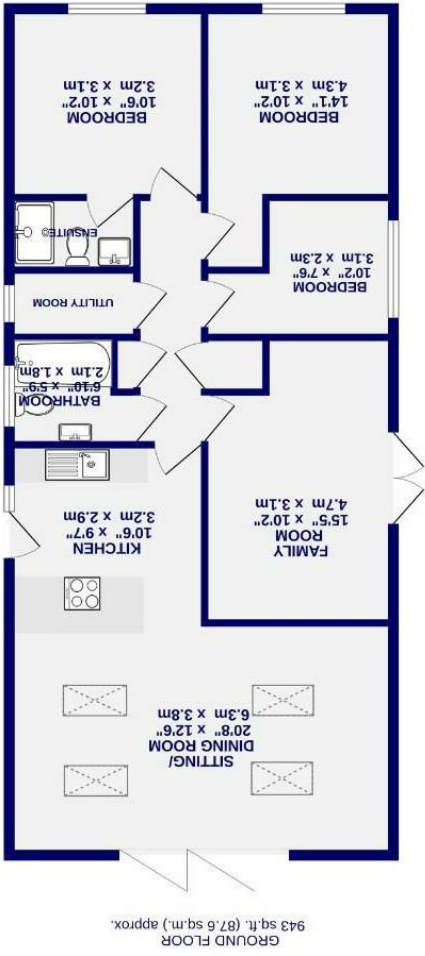 GROUND FLOOR
943 sq.ft. (87.6 sq.m.) approx.
SITTING/
DINING ROOM
20'8" x 12'6"
6.3m x 3.8m
FAMILY
ROOM
15'5" x 10'2"
4.7m x 3.1m
KITCHEN
10'6" x 9'7"
3.2m x 2.9m
BATHROOM
6'10" x 5'9"
2.1m x 1.8m
UTILITY ROOM
BEDROOM
10'2" x 7'6"
3.1m x 2.3m
ENSUITE
BEDROOM
14'1" x 10'2"
4.3m x 3.1m
BEDROOM
10'6" x 10'2"
3.2m x 3.1m